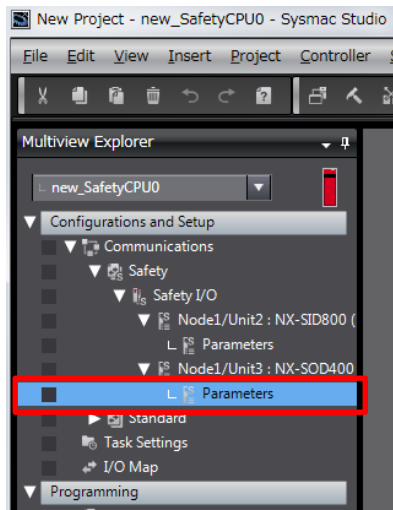 New Project - new_SafetyCPU0 - Sysmac Studio
File Edit View Insert Project Controller
Multiview Explorer
new_SafetyCPU0
Configurations and Setup
Communications
Safety
Safety I/O
Node1/Unit2 : NX-SID800 (
Parameters
Node1/Unit3 : NX-SOD400
Parameters
Standard
Task Settings
I/O Map
Programming